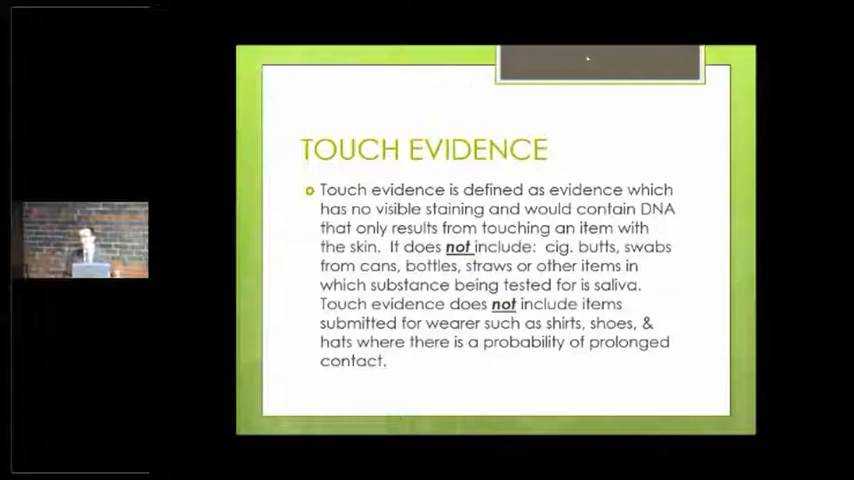 TOUCH EVIDENCE
Touch evidence is defined as evidence which
has no visible staining and would contain DNA
that only results from touching an item with
the skin. It does not include: cig. butts, swabs
from cans, bottles, straws or other items in
which substance being tested for is saliva.
Touch evidence does not include items
submitted for wearer such as shirts, shoes, &
hats where there is a probability of prolonged
contact.